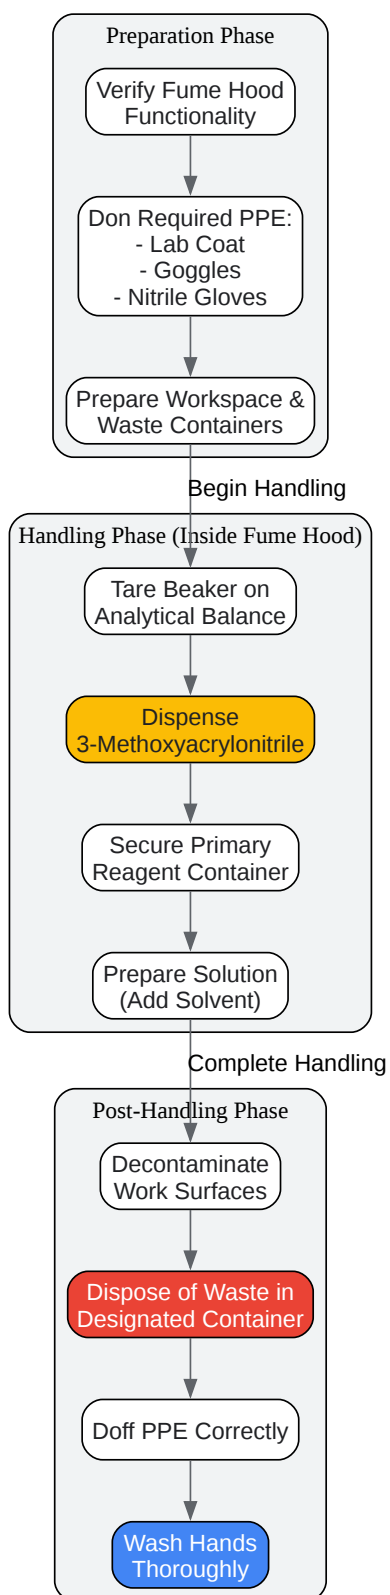 Preparation Phase
Verify Fume Hood
Functionality
Don Required PPE:
- Lab Coat
- Goggles
- Nitrile Gloves
Prepare Workspace &
Waste Containers
Begin Handling
Handling Phase (Inside Fume Hood)
Tare Beaker on
Analytical Balance
Dispense
3-Methoxyacrylonitrile
Secure Primary
Reagent Container
Prepare Solution
(Add Solvent)
Complete Handling
Post-Handling Phase
Decontaminate
Work Surfaces
Dispose of Waste in
Designated Container
Doff PPE Correctly
Wash Hands
Thoroughly